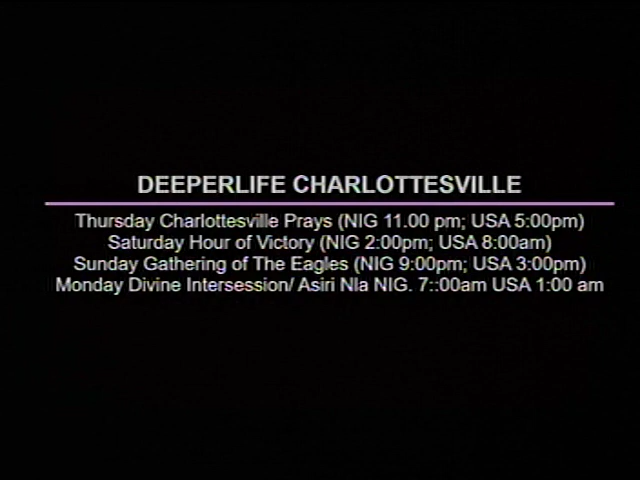 DEEPERLIFE CHARLOTTESVILLE
Thursday Charlottesville Prays (NIG 11.00 pm; USA 5:00pm)
Saturday Hour of Victory (NIG 2:00pm; USA 8:00am)
Sunday Gathering of The Eagles (NIG 9:00pm; USA 3:00pm)
Monday Divine Intersession/ Asiri Nla NIG. 7::00am USA 1:00 am